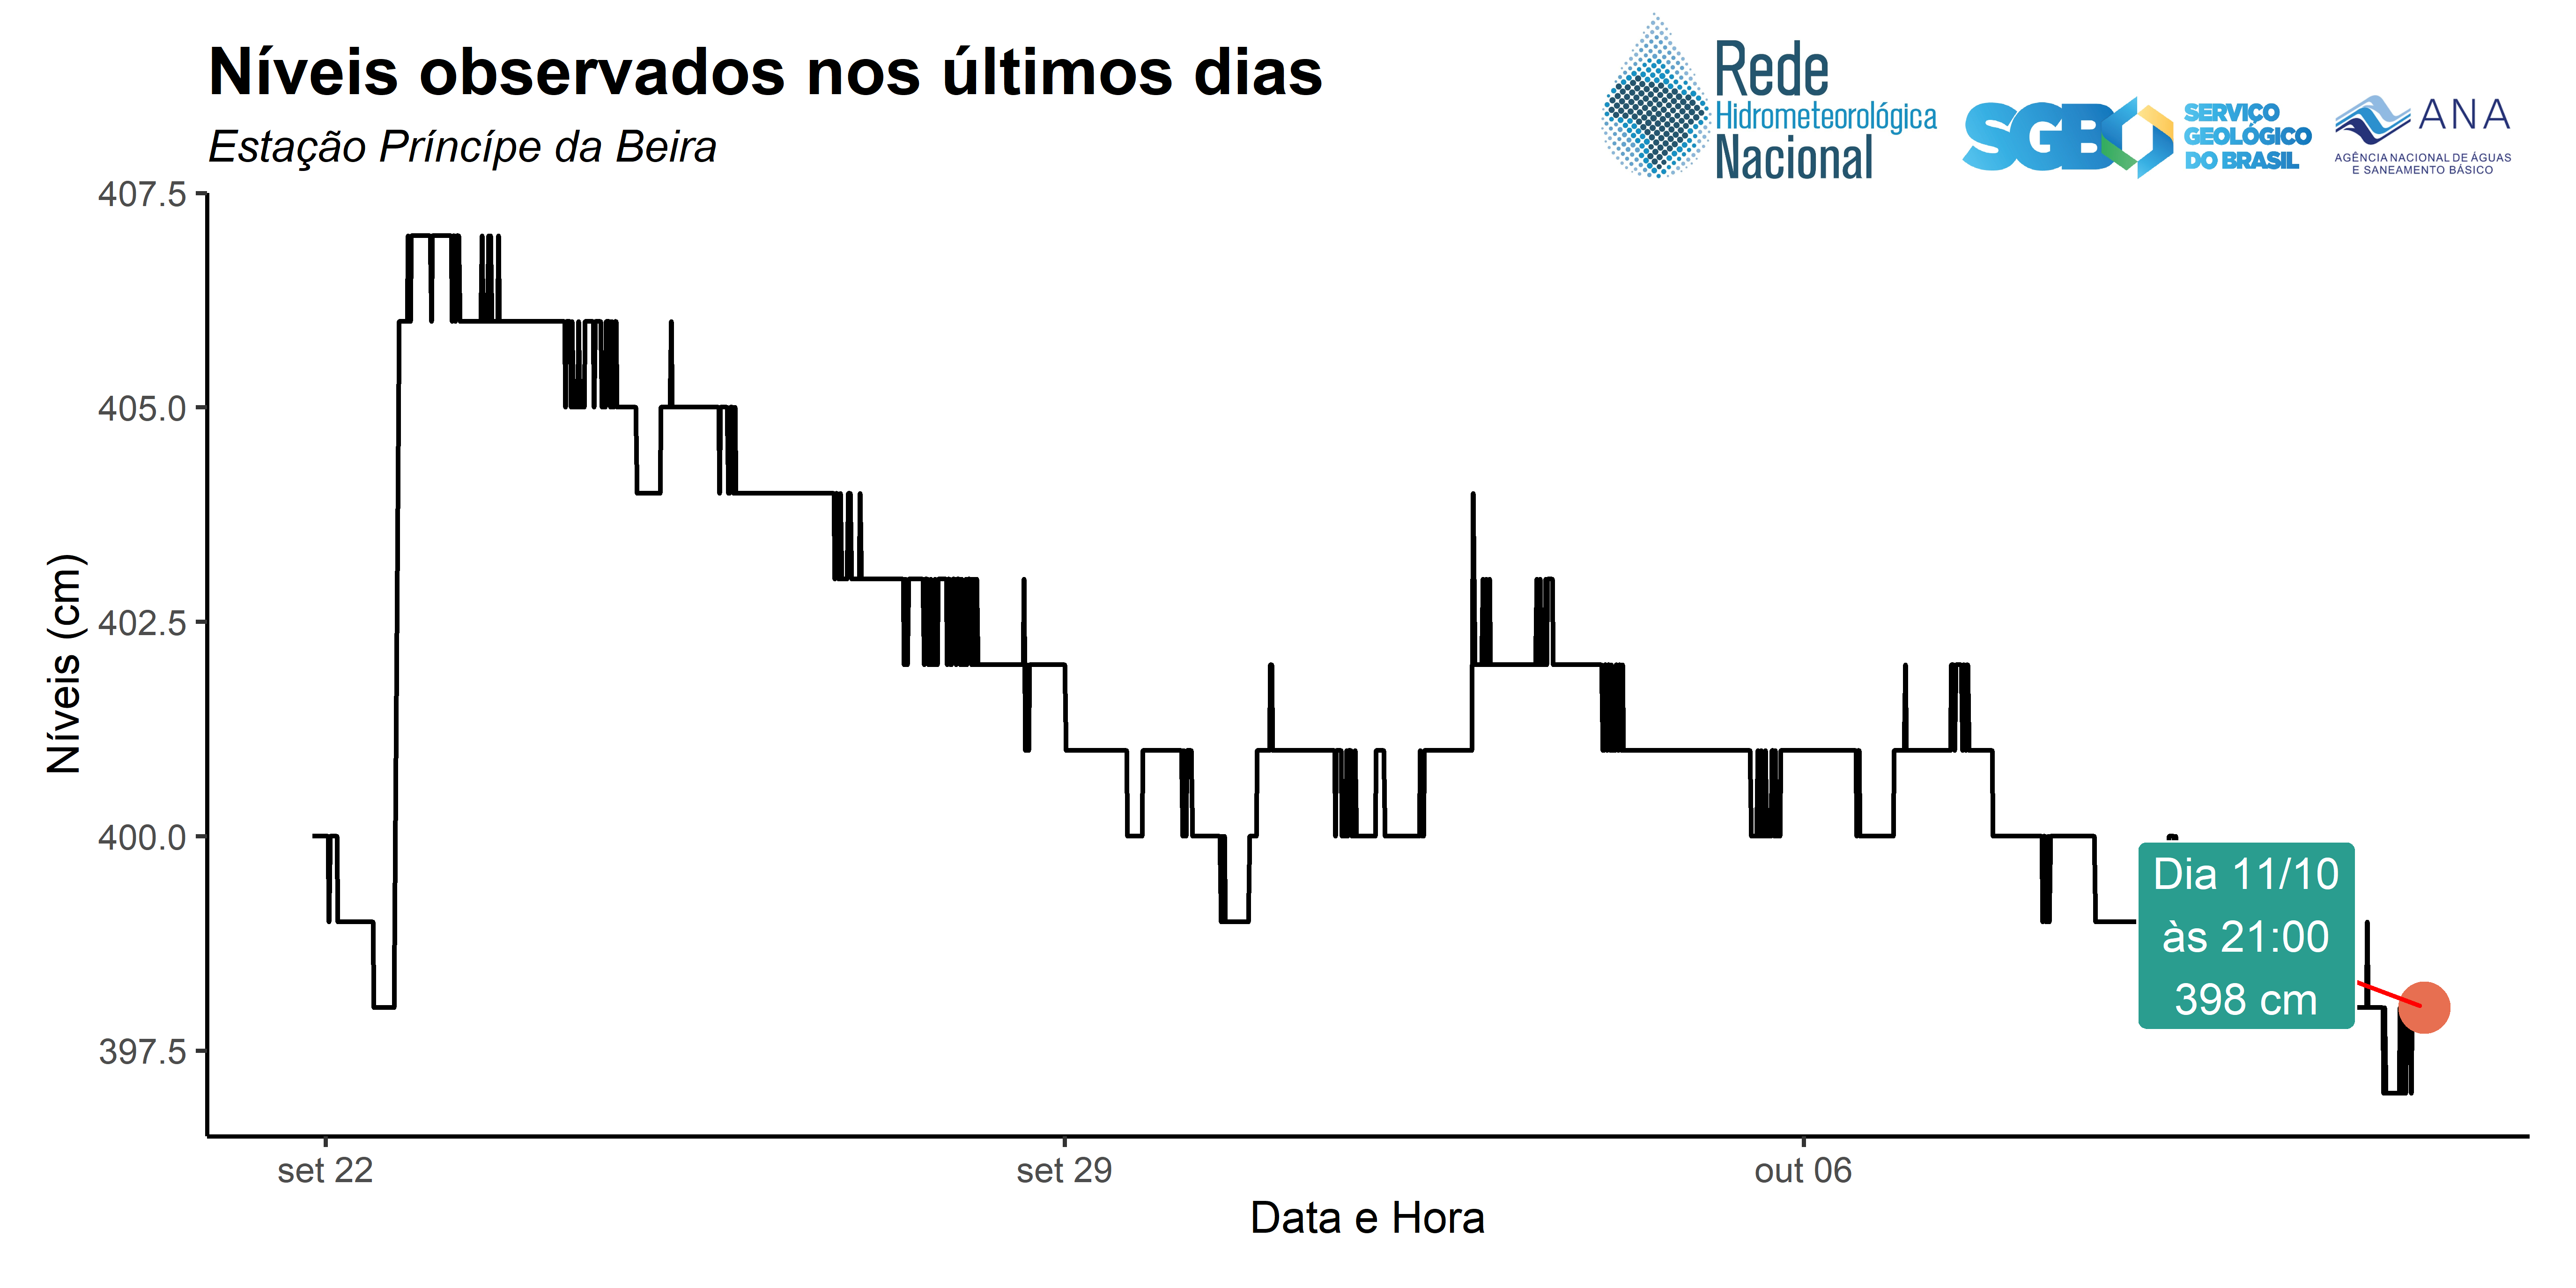 Níveis observados nos últimos dias
Estação Príncípe da Beira
Rede
Hidrometeorológica
Nacional
SGB
SERVIÇO
GEOLÓGICO
DO BRASIL
ANA
AGÊNCIA NACIONAL DE ÁGUAS
E SANEAMENTO BÁSICO
407.5
405.0
402.5
400.0
397.5
Níveis (cm)
Dia 11/10
às 21:00
398 cm
set 22
set 29
out 06
Data e Hora